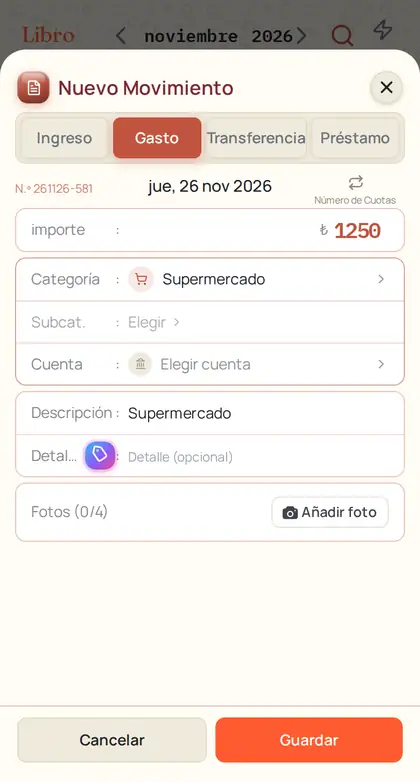 Libro
noviembre 2026
Nuevo Movimiento
Ingreso
Gasto
Transferencia
Préstamo
N.º 261126-581
jue, 26 nov 2026
Número de Cuotas
importe :
₺ 1250
Categoría : Supermercado
Subcat. : Elegir
Cuenta : Elegir cuenta
Descripción : Supermercado
Detal... : Detalle (opcional)
Fotos (0/4)
Añadir foto
Cancelar
Guardar